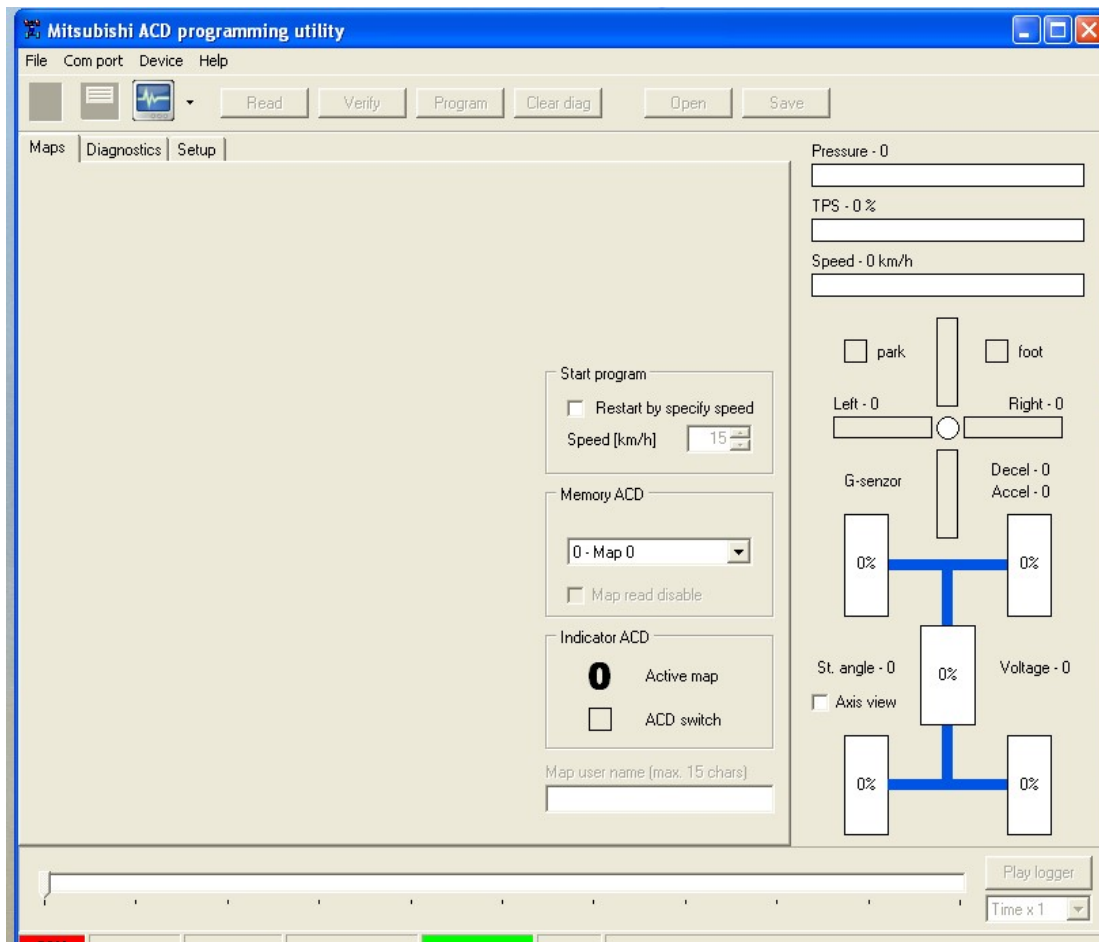 Mitsubishi ACD programming utility
File Com port Device Help
Read Verify Program Clear diag Open Save
Maps Diagnostics Setup
Pressure - 0
TPS - 0 %
Speed - 0 km/h
park foot
Left - 0 Right - 0
G-senzor
Decel - 0
Accel - 0
0% 0%
St. angle - 0 0% Voltage - 0
Axis view
0% 0%
Start program
Restart by specify speed
Speed [km/h] 15
Memory ACD
0 - Map 0
Map read disable
Indicator ACD
0 Active map
ACD switch
Map user name (max. 15 chars)
Play logger
Time x 1